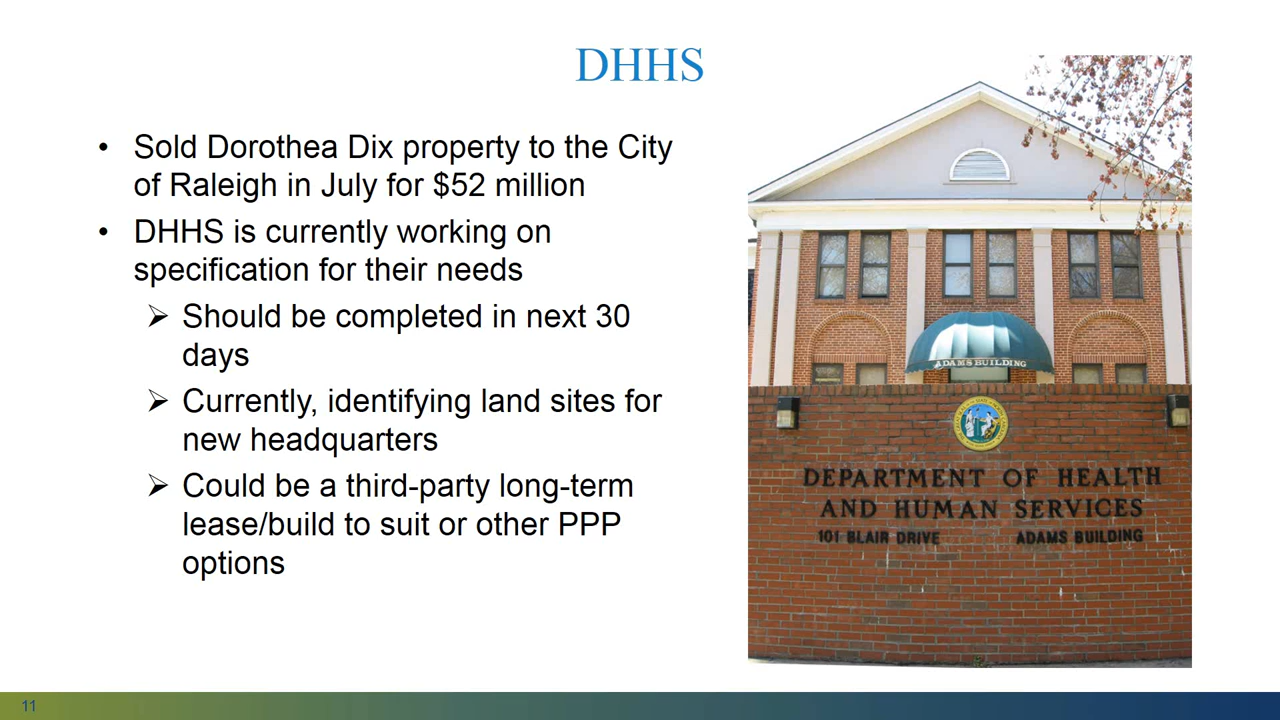 DHHS
• Sold Dorothea Dix property to the City
of Raleigh in July for $52 million
• DHHS is currently working on
specification for their needs
➢ Should be completed in next 30
days
➢ Currently, identifying land sites for
new headquarters
➢ Could be a third-party long-term
lease/build to suit or other PPP
options
ADAMS BUILDING
DEPARTMENT OF HEALTH
AND HUMAN SERVICES
101 BLAIR DRIVE ADAMS BUILDING
11